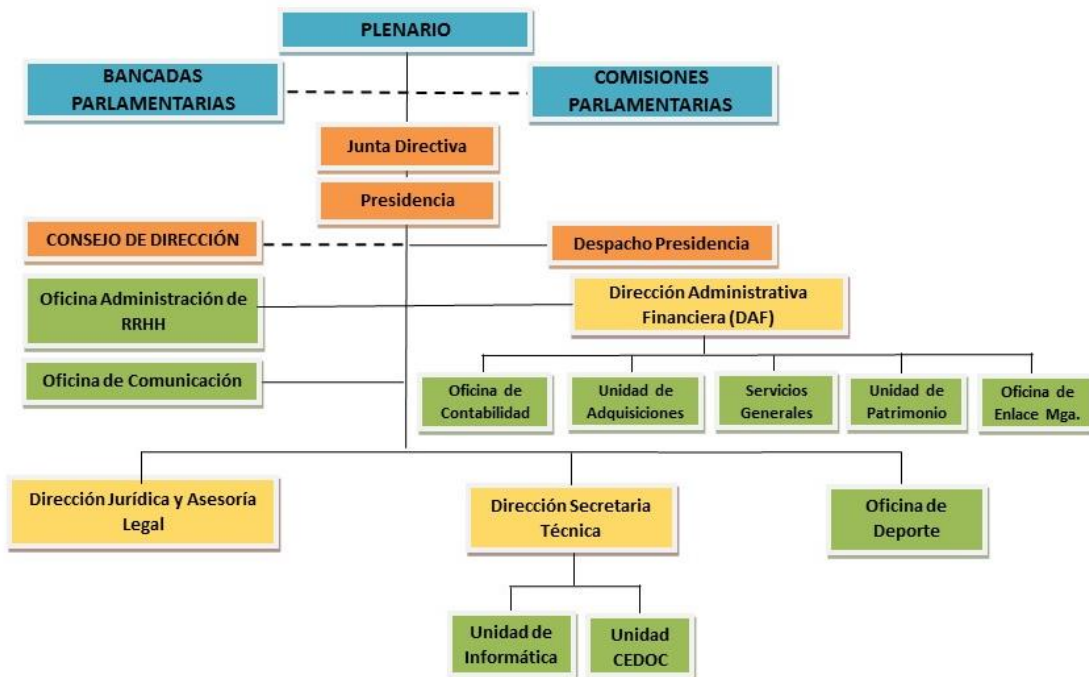 PLENARIO
BANCADAS
PARLAMENTARIAS
COMISIONES
PARLAMENTARIAS
Junta Directiva
Presidencia
CONSEJO DE DIRECCIÓN
Despacho Presidencia
Oficina Administración de
RRHH
Dirección Administrativa
Financiera (DAF)
Oficina de Comunicación
Oficina de
Contabilidad
Unidad de
Adquisiciones
Servicios
Generales
Unidad de
Patrimonio
Oficina de
Enlace Mga.
Dirección Jurídica y Asesoría
Legal
Dirección Secretaria
Técnica
Oficina de
Deporte
Unidad de
Informática
Unidad
CEDOC